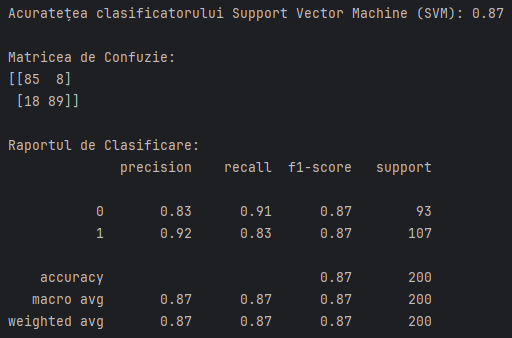 Acuratețea clasificatorului Support Vector Machine (SVM): 0.87
Matricea de Confuzie:
[[85  8]
 [18 89]]
Raportul de Clasificare:
              precision    recall  f1-score   support
           0       0.83      0.91      0.87        93
           1       0.92      0.83      0.87       107
    accuracy                           0.87       200
   macro avg       0.87      0.87      0.87       200
weighted avg       0.87      0.87      0.87       200